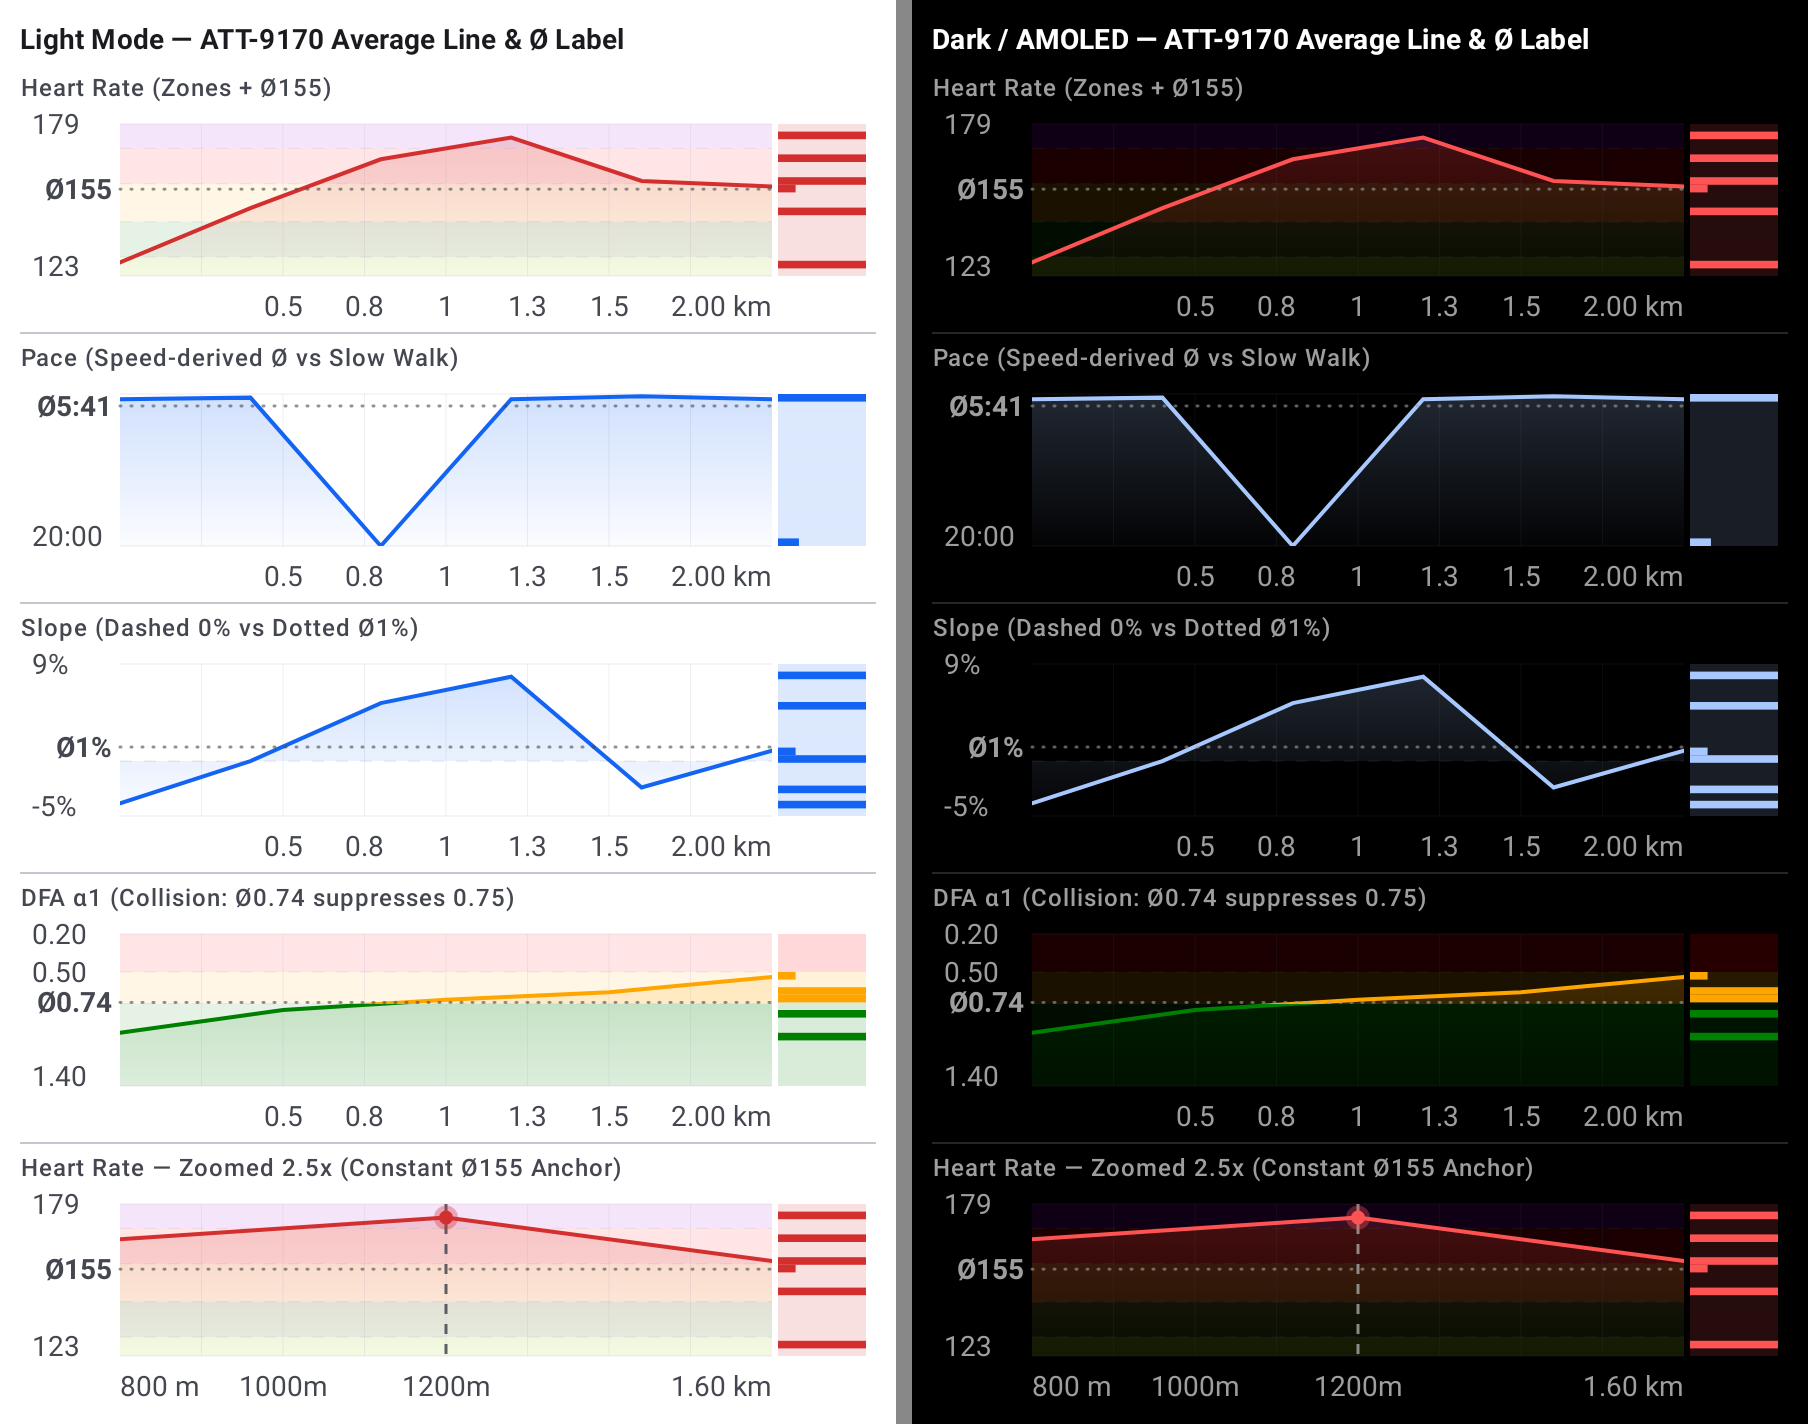 Light Mode — ATT-9170 Average Line & Ø Label
Heart Rate (Zones + Ø155)
179
Ø155
123
0.5 0.8 1 1.3 1.5 2.00 km
Pace (Speed-derived Ø vs Slow Walk)
Ø5:41
20:00
0.5 0.8 1 1.3 1.5 2.00 km
Slope (Dashed 0% vs Dotted Ø1%)
9%
Ø1%
-5%
0.5 0.8 1 1.3 1.5 2.00 km
DFA α1 (Collision: Ø0.74 suppresses 0.75)
0.20
0.50
Ø0.74
1.40
0.5 0.8 1 1.3 1.5 2.00 km
Heart Rate — Zoomed 2.5x (Constant Ø155 Anchor)
179
Ø155
123
800 m 1000m 1200m 1.60 km
Dark / AMOLED — ATT-9170 Average Line & Ø Label
Heart Rate (Zones + Ø155)
179
Ø155
123
0.5 0.8 1 1.3 1.5 2.00 km
Pace (Speed-derived Ø vs Slow Walk)
Ø5:41
20:00
0.5 0.8 1 1.3 1.5 2.00 km
Slope (Dashed 0% vs Dotted Ø1%)
9%
Ø1%
-5%
0.5 0.8 1 1.3 1.5 2.00 km
DFA α1 (Collision: Ø0.74 suppresses 0.75)
0.20
0.50
Ø0.74
1.40
0.5 0.8 1 1.3 1.5 2.00 km
Heart Rate — Zoomed 2.5x (Constant Ø155 Anchor)
179
Ø155
123
800 m 1000m 1200m 1.60 km